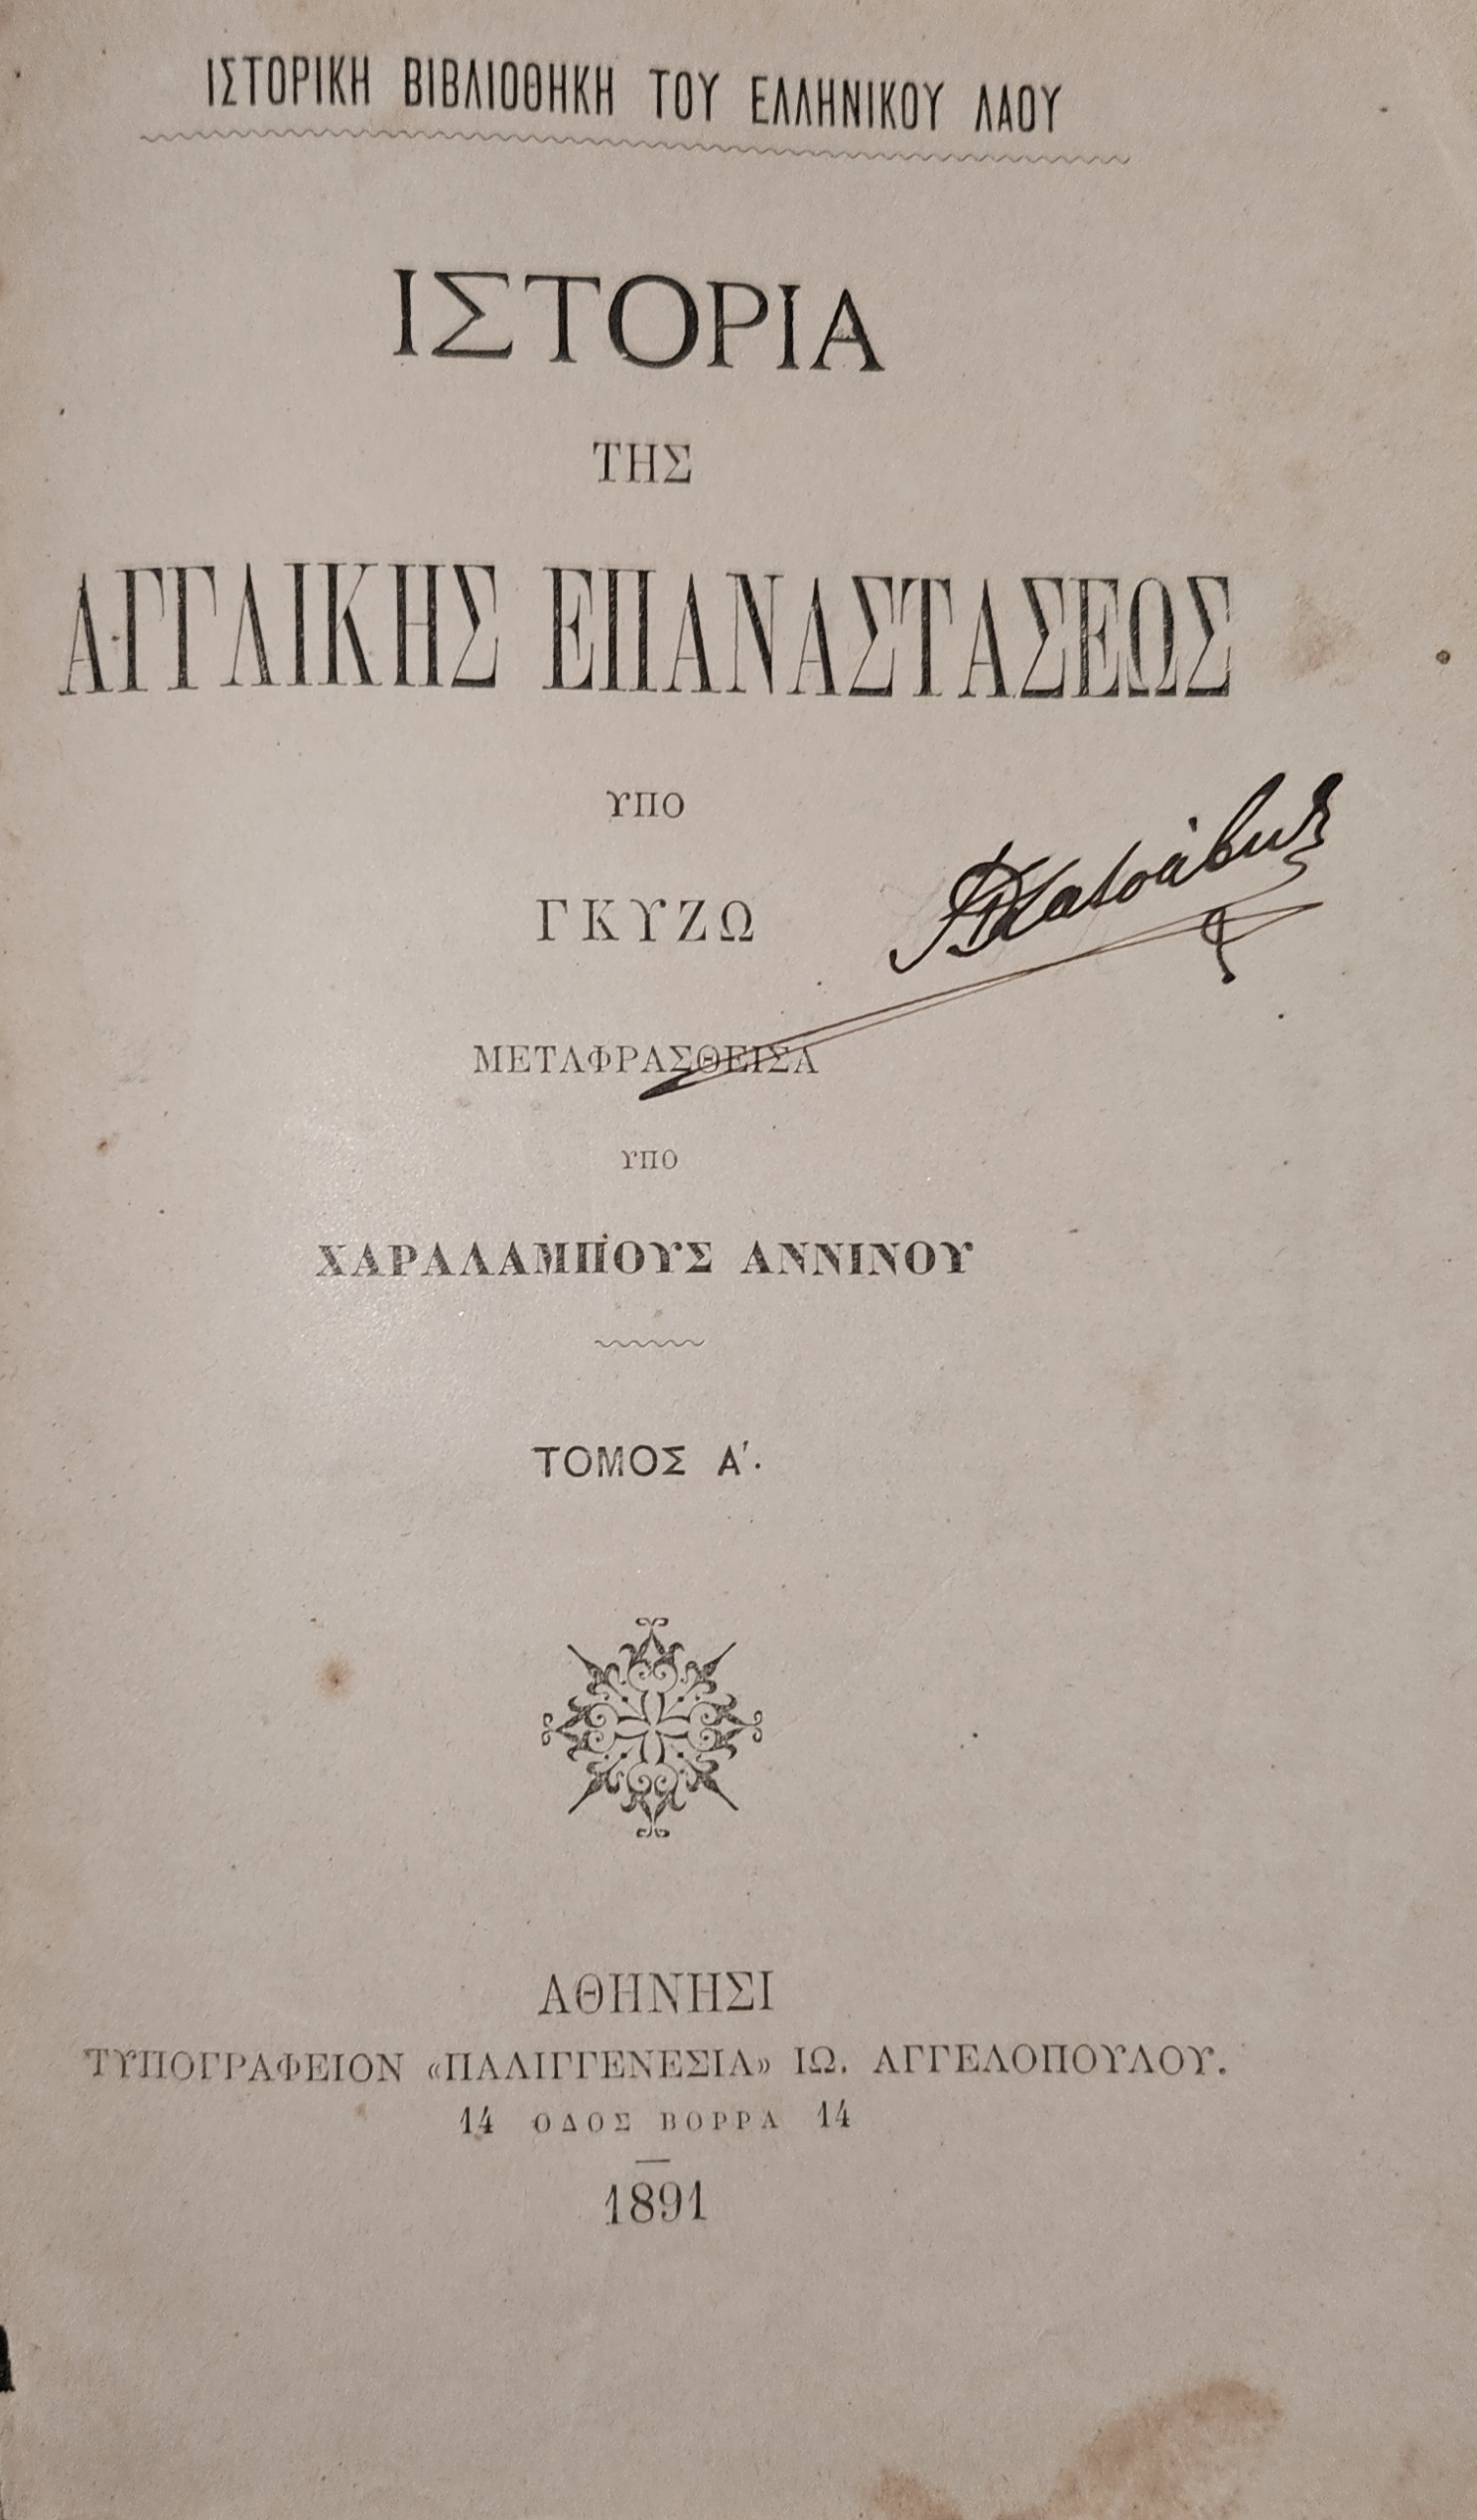 ΙΣΤΟΡΙΚΗ ΒΙΒΛΙΟΘΗΚΗ ΤΟΥ ΕΛΛΗΝΙΚΟΥ ΛΑΟΥ
ΙΣΤΟΡΙΑ
ΤΗΣ
ΑΓΓΛΙΚΗΣ ΕΠΑΝΑΣΤΑΣΕΩΣ
ΥΠΟ
ΓΚΥΖΩ
ΜΕΤΑΦΡΑΣΘΕΙΣΑ
ΥΠΟ
ΧΑΡΑΛΑΜΠΟΥΣ ΑΝΝΙΝΟΥ
ΤΟΜΟΣ Α΄.
ΑΘΗΝΗΣΙ
ΤΥΠΟΓΡΑΦΕΙΟΝ «ΠΑΛΙΓΓΕΝΕΣΙΑ» ΙΩ. ΑΓΓΕΛΟΠΟΥΛΟΥ.
14 ΟΔΟΣ ΒΟΡΡΑ 14
1891